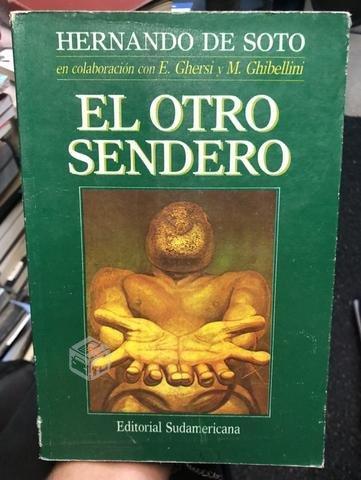 HERNANDO DE SOTO
en colaboración con E. Ghersi y M. Ghibellini
EL OTRO
SENDERO
Editorial Sudamericana